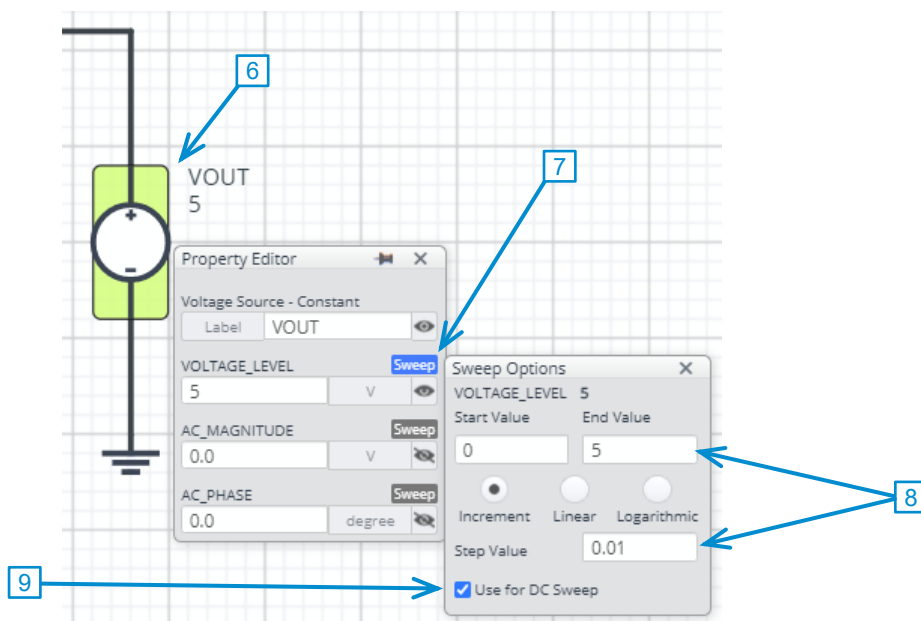 6
7
VOUT
5
+
-
Property Editor
Voltage Source - Constant
Label VOUT
VOLTAGE_LEVEL Sweep
5 V
AC_MAGNITUDE Sweep
0.0 V
AC_PHASE Sweep
0.0 degree
Sweep Options
VOLTAGE_LEVEL 5
Start Value End Value
0 5
Increment Linear Logarithmic
Step Value 0.01
Use for DC Sweep
8
9